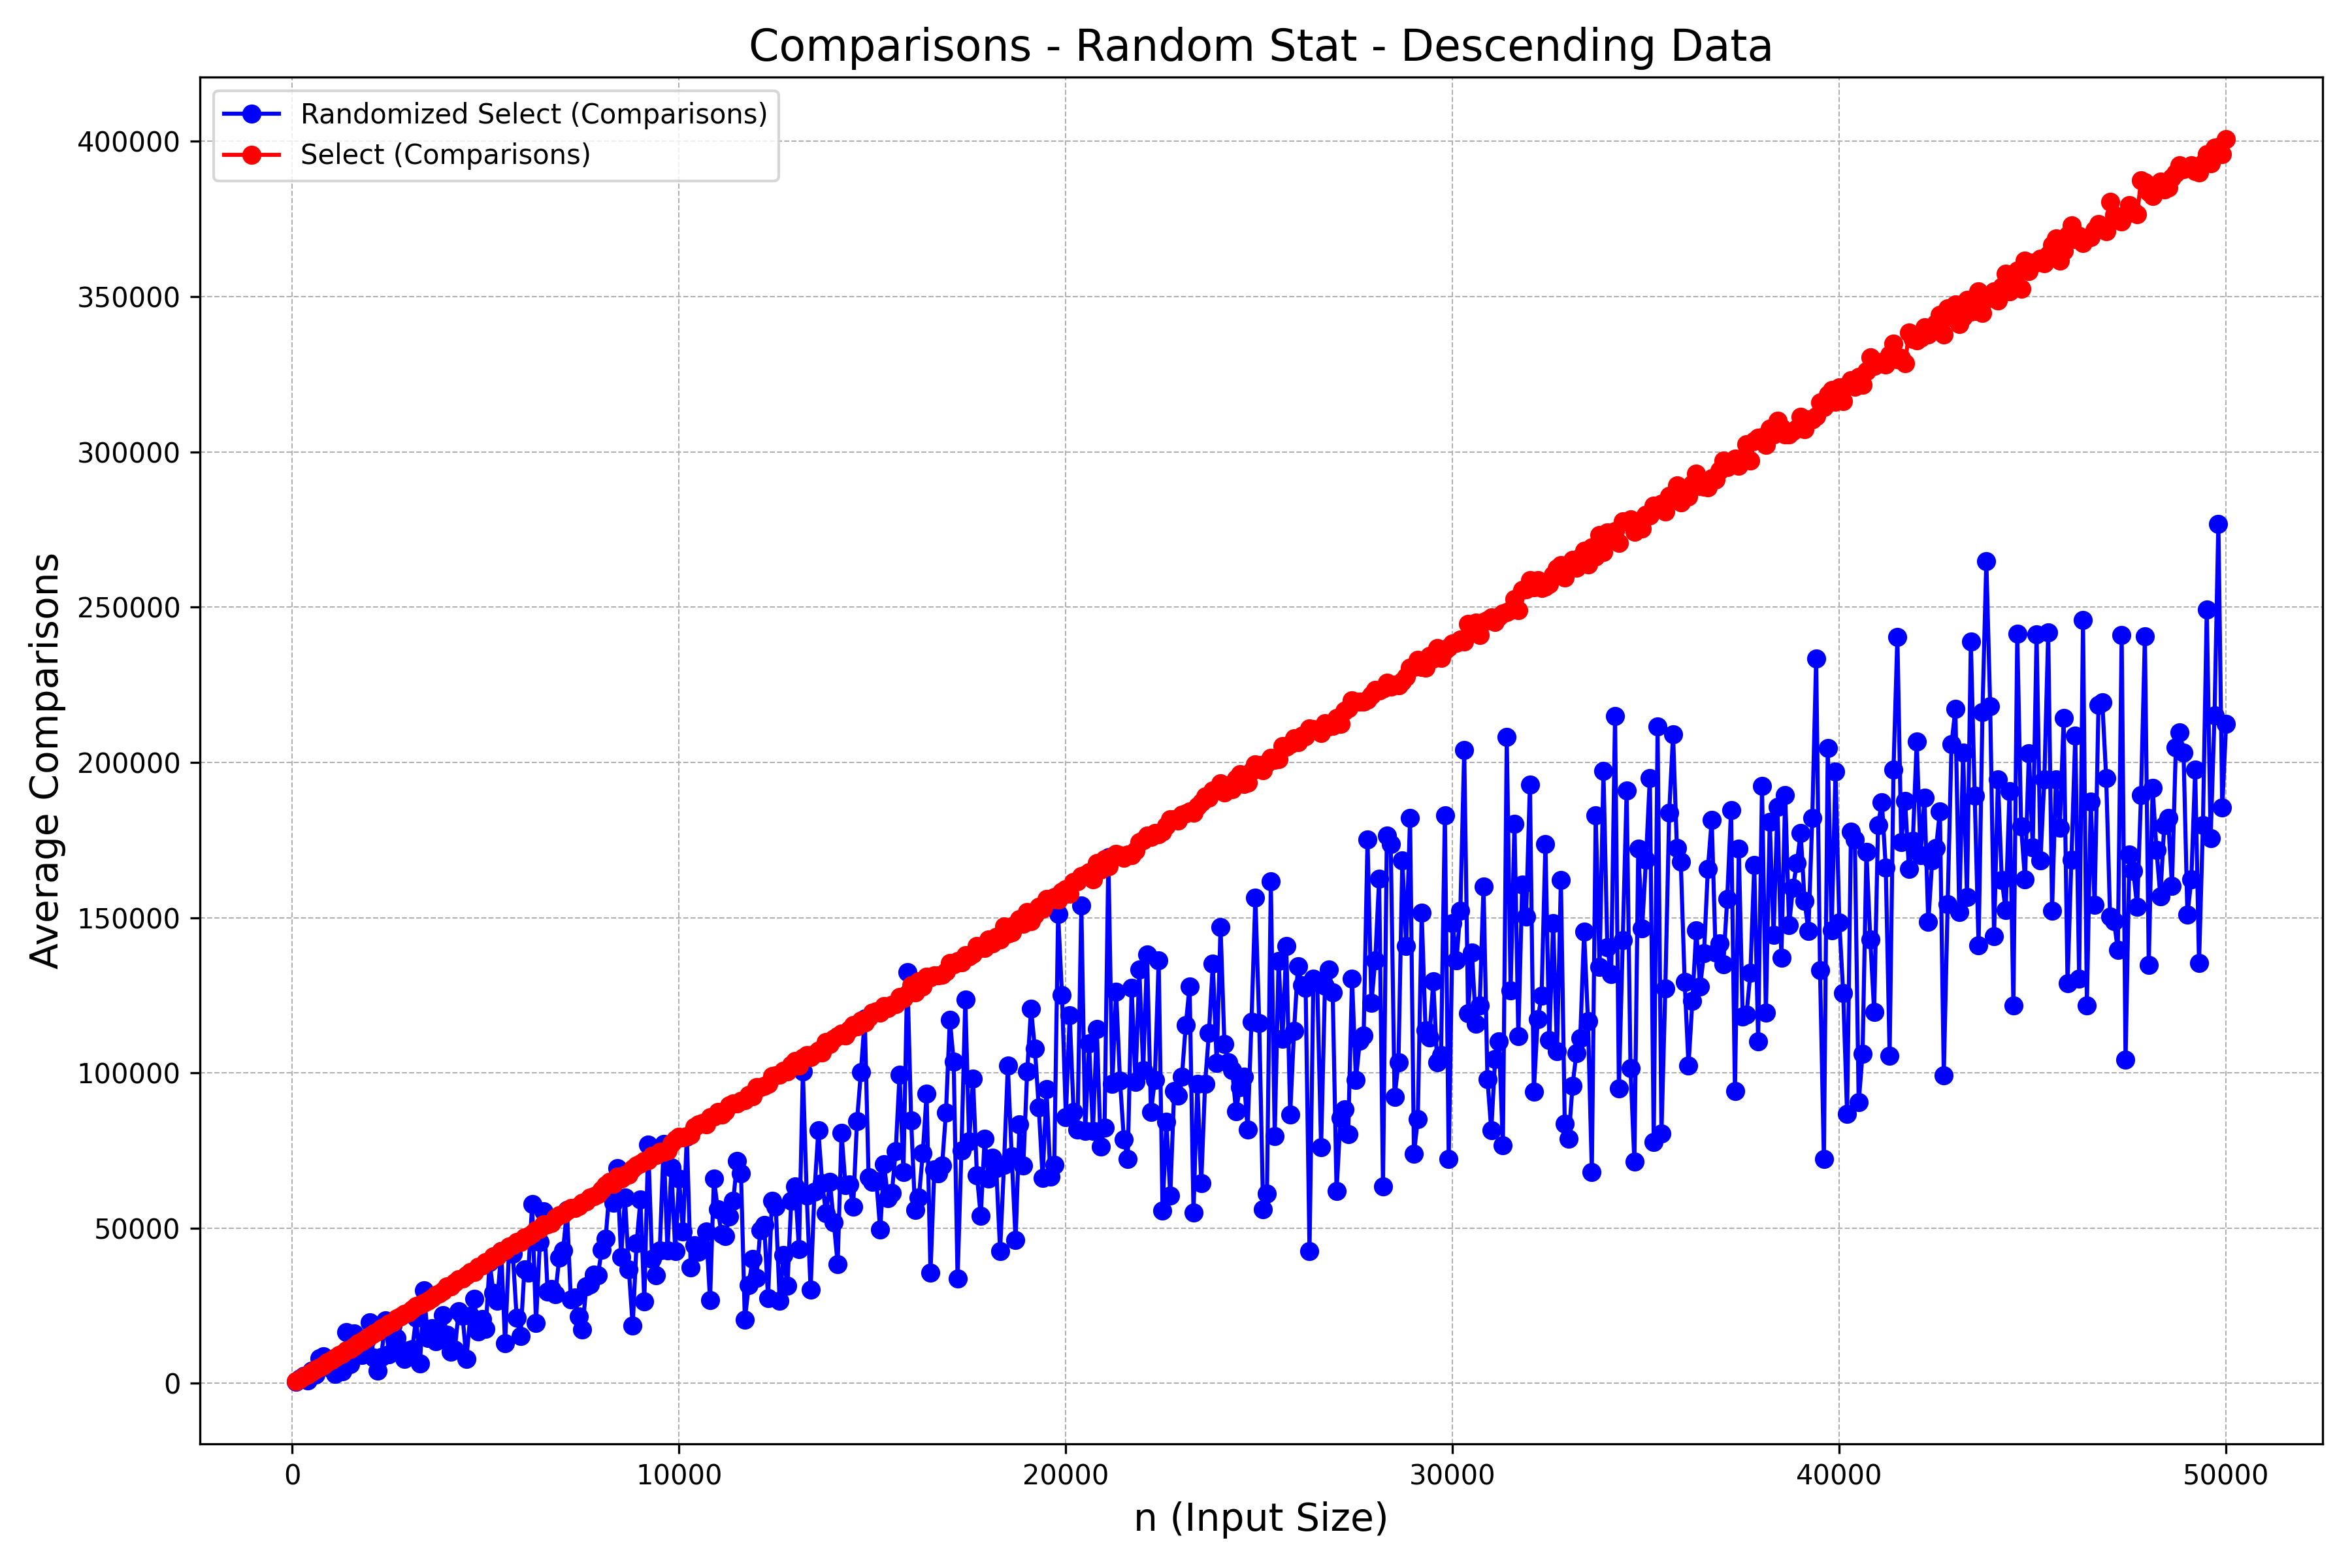 Comparisons - Random Stat - Descending Data
Randomized Select (Comparisons)
Select (Comparisons)
400000
350000
300000
250000
200000
150000
100000
50000
0
Average Comparisons
0 10000 20000 30000 40000 50000
n (Input Size)